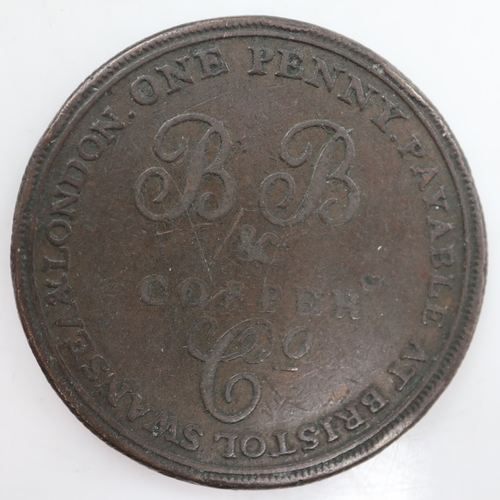 ONE PENNY. PAYABLE AT BRISTOL SWANSEA & LONDON.
B B
&
COPPER
Co